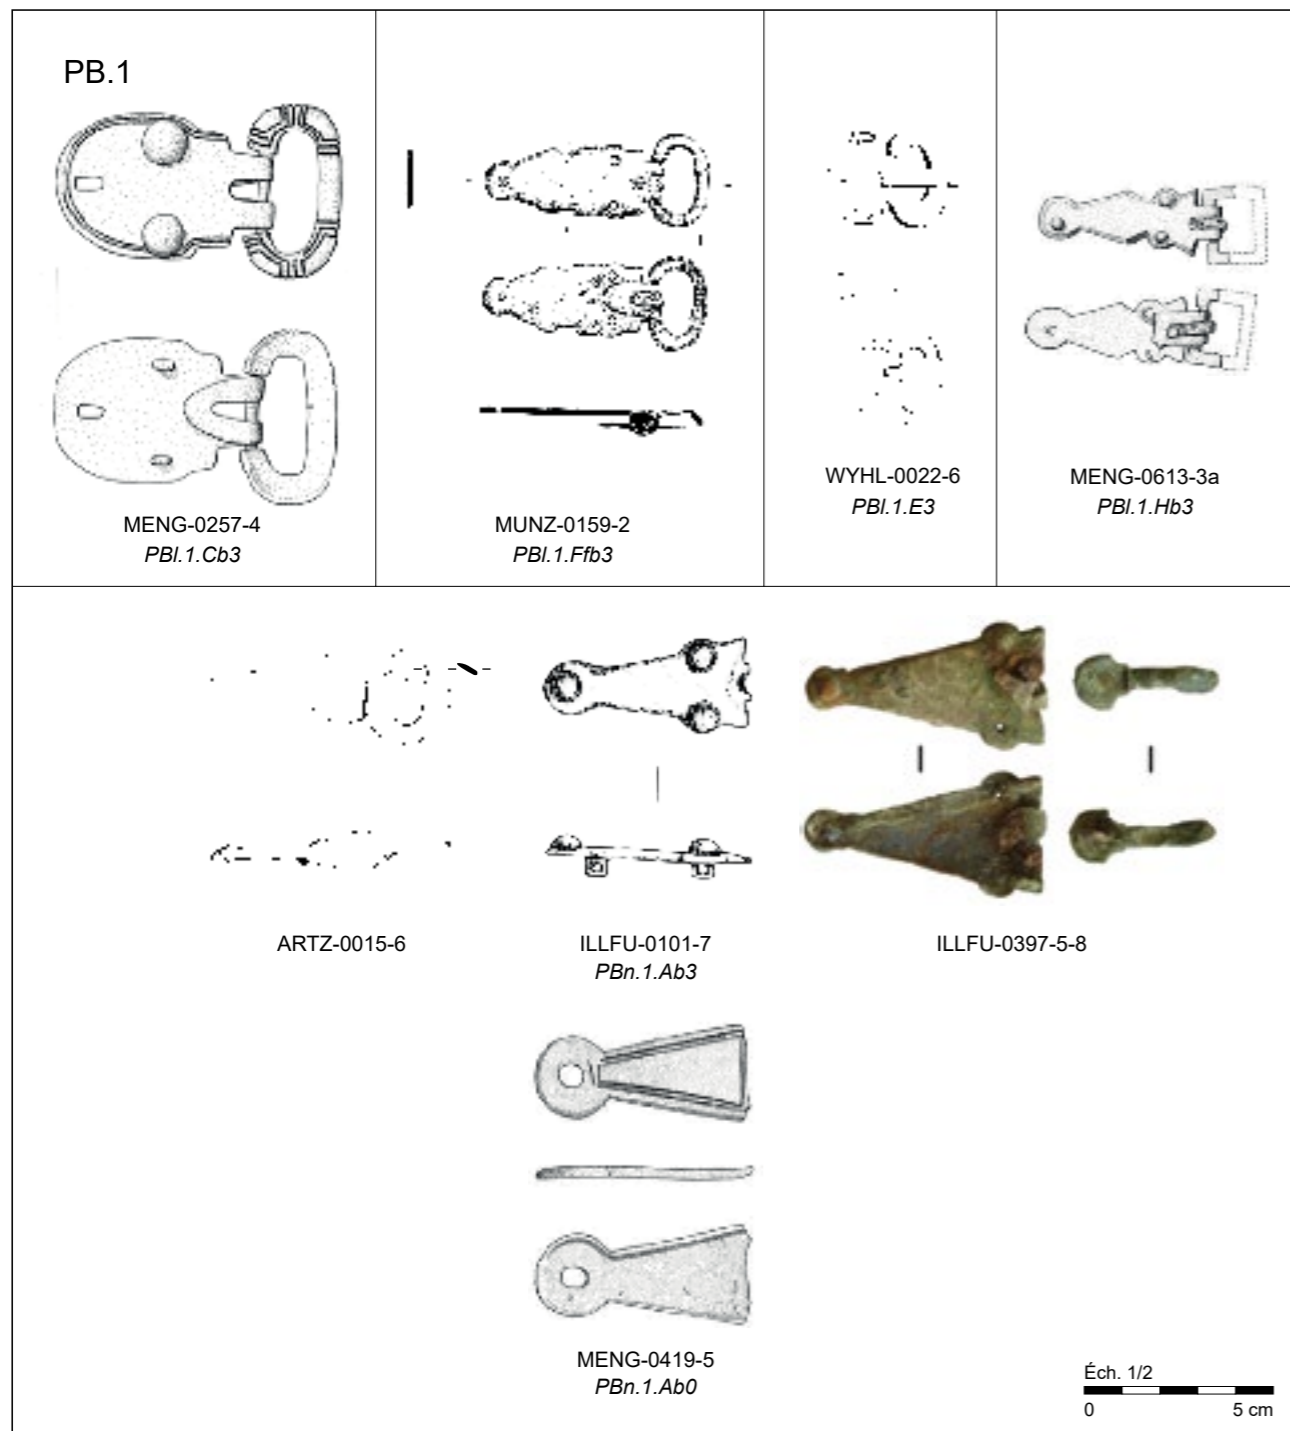 PB.1
MENG-0257-4
PBl.1.Cb3
MUNZ-0159-2
PBl.1.Ffb3
WYHL-0022-6
PBl.1.E3
MENG-0613-3a
PBl.1.Hb3
ARTZ-0015-6
ILLFU-0101-7
PBn.1.Ab3
ILLFU-0397-5-8
MENG-0419-5
PBn.1.Ab0
Éch. 1/2
0 5 cm